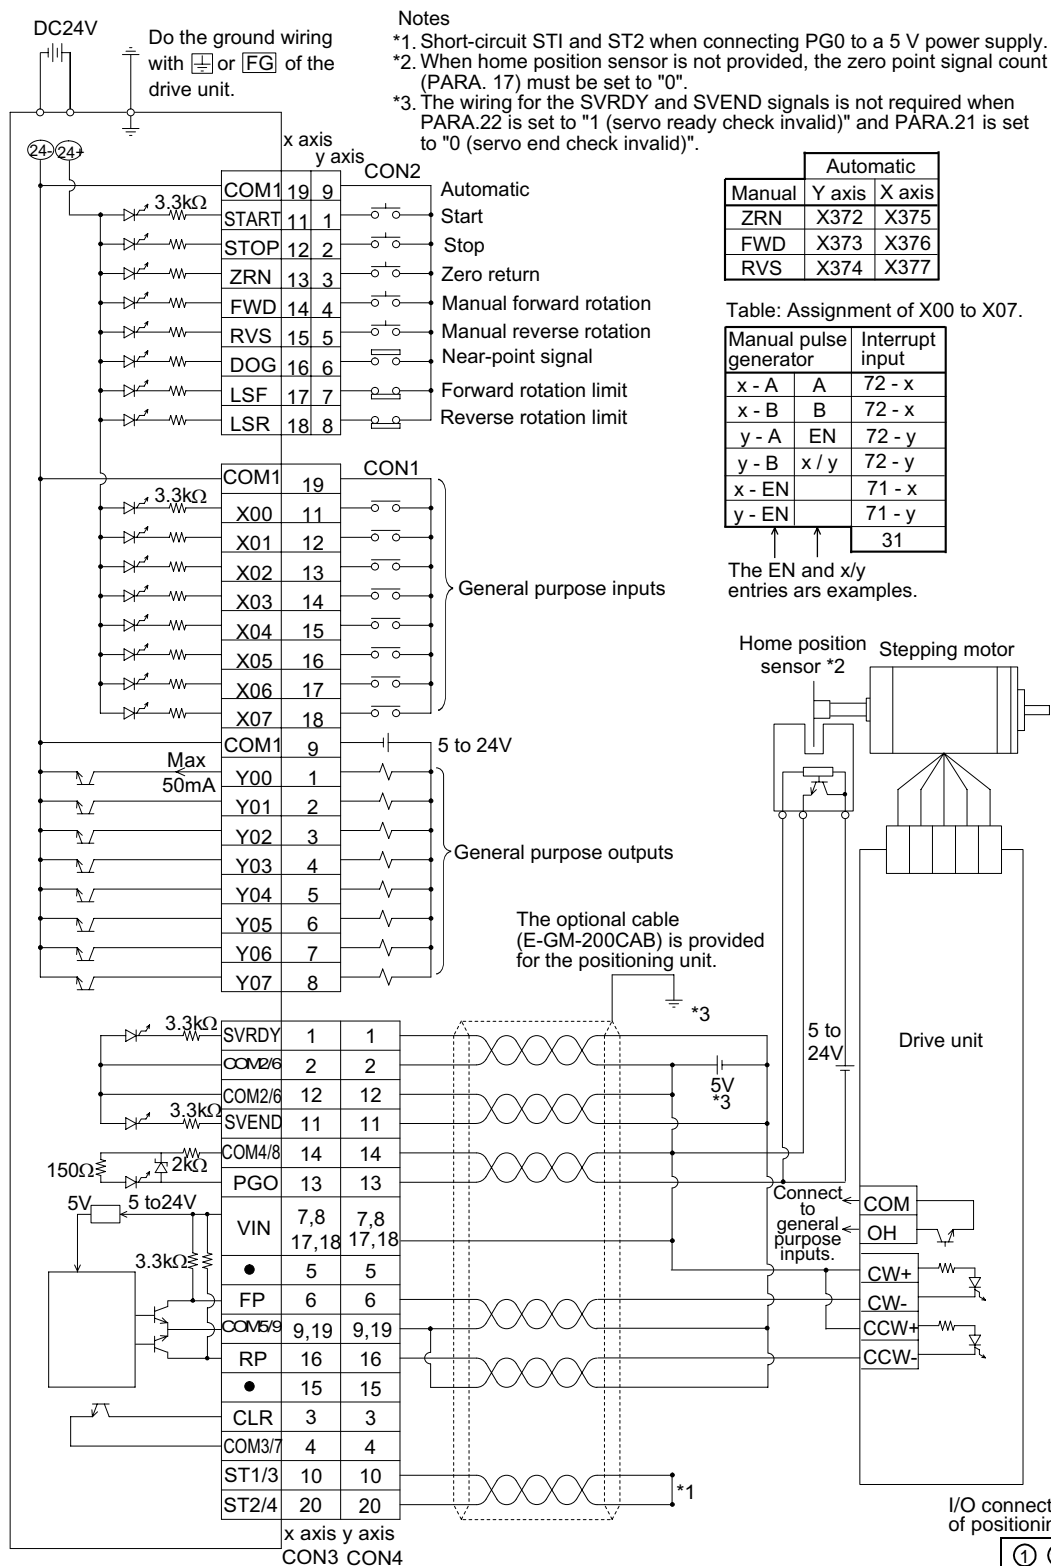 DC24V
Do the ground wiring
with or FG of the
drive unit.
Notes
*1. Short-circuit STI and ST2 when connecting PG0 to a 5 V power supply.
*2. When home position sensor is not provided, the zero point signal count
(PARA. 17) must be set to "0".
*3. The wiring for the SVRDY and SVEND signals is not required when
PARA.22 is set to "1 (servo ready check invalid)" and PARA.21 is set
to "0 (servo end check invalid)".
24- 24+
x axis
y axis
CON2
COM1 19 9 Automatic
3.3kΩ START 11 1 Start
STOP 12 2 Stop
ZRN 13 3 Zero return
FWD 14 4 Manual forward rotation
RVS 15 5 Manual reverse rotation
DOG 16 6 Near-point signal
LSF 17 7 Forward rotation limit
LSR 18 8 Reverse rotation limit
Automatic
Manual Y axis X axis
ZRN X372 X375
FWD X373 X376
RVS X374 X377
Table: Assignment of X00 to X07.
Manual pulse generator Interrupt input
x - A A 72 - x
x - B B 72 - x
y - A EN 72 - y
y - B x / y 72 - y
x - EN 71 - x
y - EN 71 - y
31
The EN and x/y
entries ars examples.
CON1
COM1 19
3.3kΩ X00 11
X01 12
X02 13
X03 14
X04 15
X05 16
X06 17
X07 18
General purpose inputs
COM1 9 5 to 24V
Max
50mA
Y00 1
Y01 2
Y02 3
Y03 4
Y04 5
Y05 6
Y06 7
Y07 8
General purpose outputs
Home position
sensor *2
Stepping motor
The optional cable
(E-GM-200CAB) is provided
for the positioning unit.
*3
5 to
24V
Drive unit
5V
*3
3.3kΩ SVRDY 1 1
COM2/6 2 2
COM2/6 12 12
3.3kΩ SVEND 11 11
COM4/8 14 14
150Ω 2kΩ
PGO 13 13
5V 5 to24V
VIN 7,8 7,8
17,18 17,18
3.3kΩ
● 5 5
FP 6 6
COM5/9 9,19 9,19
RP 16 16
● 15 15
CLR 3 3
COM3/7 4 4
ST1/3 10 10
ST2/4 20 20
*1
x axis y axis
CON3 CON4
Connect
to
general
purpose
inputs.
COM
OH
CW+
CW-
CCW+
CCW-
I/O connect
of positionin
①